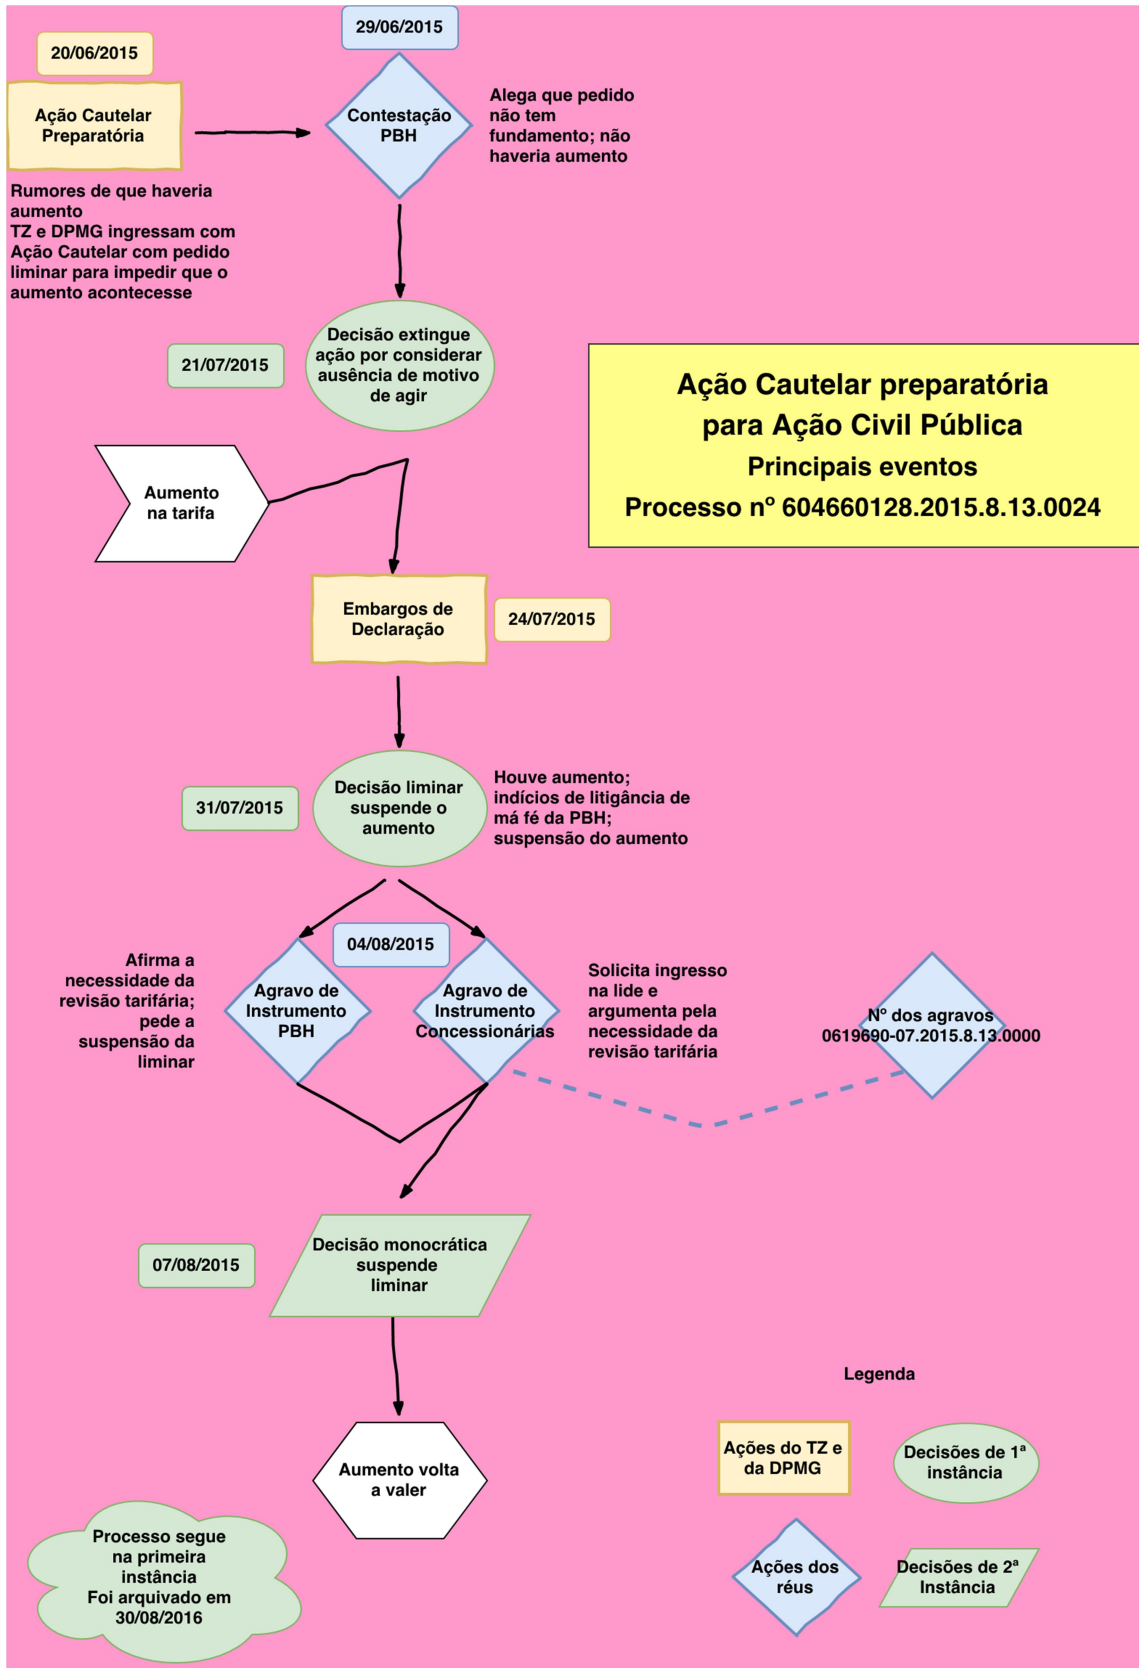 20/06/2015
29/06/2015
Ação Cautelar
Preparatória
Contestação
PBH
Alega que pedido
não tem
fundamento; não
haveria aumento
Rumores de que haveria
aumento
TZ e DPMG ingressam com
Ação Cautelar com pedido
liminar para impedir que o
aumento acontecesse
21/07/2015
Decisão extingue
ação por considerar
ausência de motivo
de agir
Ação Cautelar preparatória
para Ação Civil Pública
Principais eventos
Processo nº 604660128.2015.8.13.0024
Aumento
na tarifa
Embargos de
Declaração
24/07/2015
31/07/2015
Decisão liminar
suspende o
aumento
Houve aumento;
indícios de litigância de
má fé da PBH;
suspensão do aumento
04/08/2015
Afirma a
necessidade da
revisão tarifária;
pede a
suspensão da
liminar
Agravo de
Instrumento
PBH
Agravo de
Instrumento
Concessionárias
Solicita ingresso
na lide e
argumenta pela
necessidade da
revisão tarifária
Nº dos agravos
0619690-07.2015.8.13.0000
07/08/2015
Decisão monocrática
suspende
liminar
Aumento volta
a valer
Processo segue
na primeira
instância
Foi arquivado em
30/08/2016
Legenda
Ações do TZ e
da DPMG
Decisões de 1ª
instância
Ações dos
réus
Decisões de 2ª
Instância